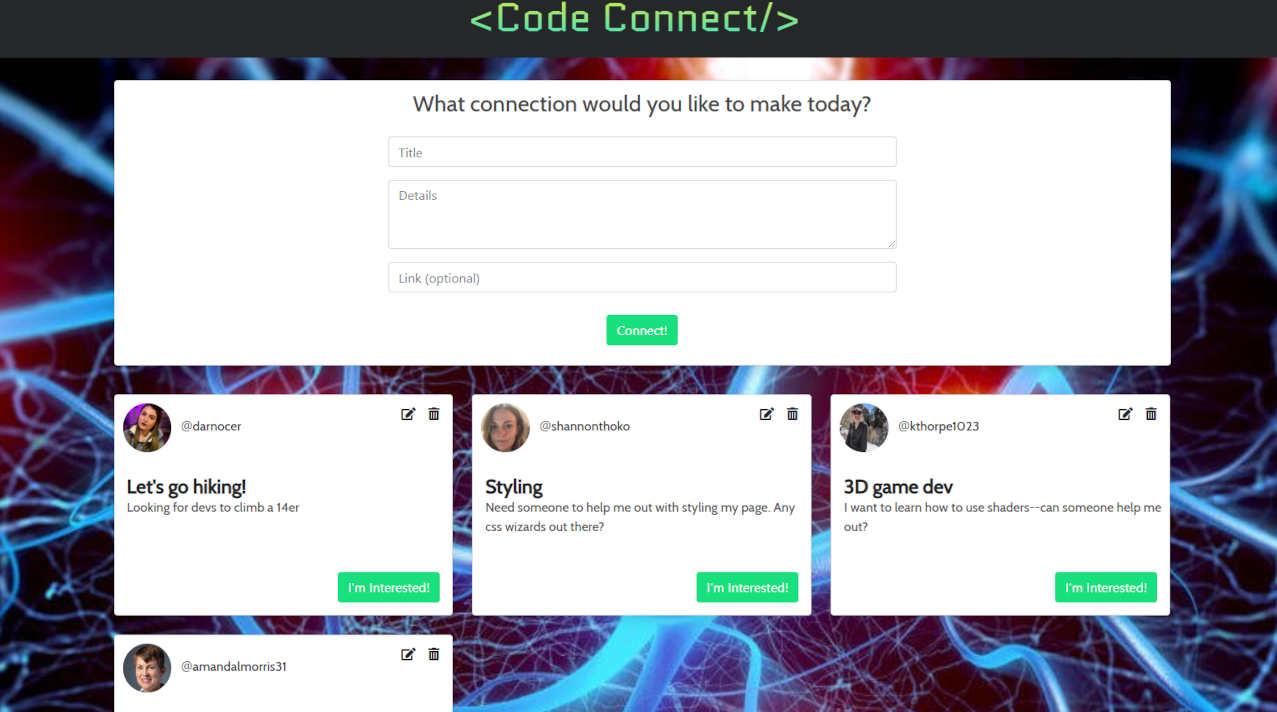 <Code Connect/>
What connection would you like to make today?
Title
Details
Link (optional)
Connect!
@darnocer
Let's go hiking!
Looking for devs to climb a 14er
I'm Interested!
@shannonthoko
Styling
Need someone to help me out with styling my page. Any
css wizards out there?
I'm Interested!
@kthorpe1023
3D game dev
I want to learn how to use shaders--can someone help me
out?
I'm Interested!
@amandalmorris31